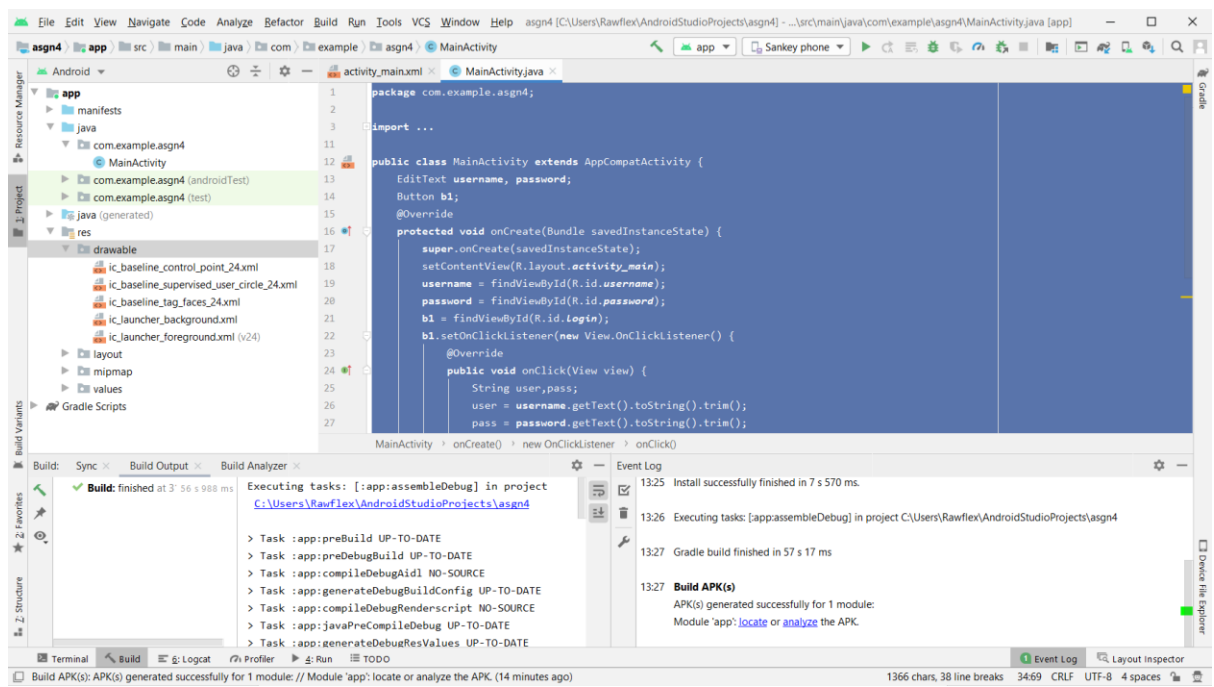 File Edit View Navigate Code Analyze Refactor Build Run Tools VCS Window Help asgn4 [C:\Users\Rawflex\AndroidStudioProjects\asgn4] - ...\src\main\java\com\example\asgn4\MainActivity.java [app]
asgn4 app src main java com example asgn4 MainActivity app Sankey phone
Android
activity_main.xml MainActivity.java
Resource Manager
1: Project
Build Variants
2: Favorites
Z: Structure
app
manifests
java
com.example.asgn4
MainActivity
com.example.asgn4 (androidTest)
com.example.asgn4 (test)
java (generated)
res
drawable
ic_baseline_control_point_24.xml
ic_baseline_supervised_user_circle_24.xml
ic_baseline_tag_faces_24.xml
ic_launcher_background.xml
ic_launcher_foreground.xml (v24)
layout
mipmap
values
Gradle Scripts
1 package com.example.asgn4;
2
3 import ...
11
12 public class MainActivity extends AppCompatActivity {
13 EditText username, password;
14 Button b1;
15 @Override
16 protected void onCreate(Bundle savedInstanceState) {
17 super.onCreate(savedInstanceState);
18 setContentView(R.layout.activity_main);
19 username = findViewById(R.id.username);
20 password = findViewById(R.id.password);
21 b1 = findViewById(R.id.Login);
22 b1.setOnClickListener(new View.OnClickListener() {
23 @Override
24 public void onClick(View view) {
25 String user,pass;
26 user = username.getText().toString().trim();
27 pass = password.getText().toString().trim();
MainActivity onCreate() new OnClickListener onClick()
Gradle
Device File Explorer
Build: Sync Build Output Build Analyzer
Build: finished at 3' 56 s 988 ms
Executing tasks: [:app:assembleDebug] in project
C:\Users\Rawflex\AndroidStudioProjects\asgn4
> Task :app:preBuild UP-TO-DATE
> Task :app:preDebugBuild UP-TO-DATE
> Task :app:compileDebugAidl NO-SOURCE
> Task :app:generateDebugBuildConfig UP-TO-DATE
> Task :app:compileDebugRenderscript NO-SOURCE
> Task :app:javaPreCompileDebug UP-TO-DATE
> Task :app:generateDebugResValues UP-TO-DATE
Event Log
13:25 Install successfully finished in 7 s 570 ms.
13:26 Executing tasks: [:app:assembleDebug] in project C:\Users\Rawflex\AndroidStudioProjects\asgn4
13:27 Gradle build finished in 57 s 17 ms
13:27 Build APK(s)
APK(s) generated successfully for 1 module:
Module 'app': locate or analyze the APK.
Terminal Build 6: Logcat Profiler 4: Run TODO 1 Event Log Layout Inspector
Build APK(s): APK(s) generated successfully for 1 module: // Module 'app': locate or analyze the APK. (14 minutes ago) 1366 chars, 38 line breaks 34:69 CRLF UTF-8 4 spaces